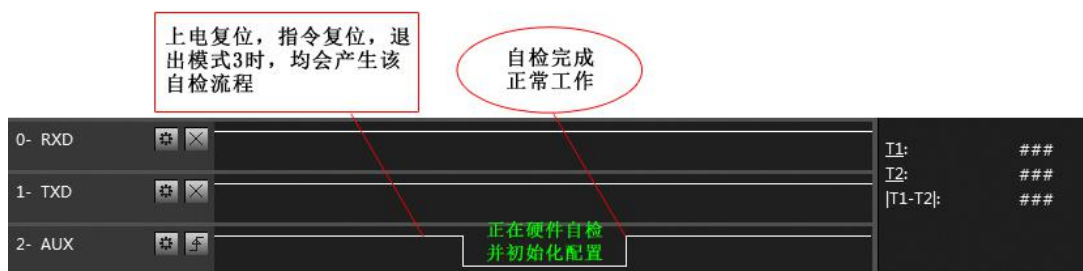 上电复位，指令复位，退
出模式3时，均会产生该
自检流程
自检完成
正常工作
0- RXD
1- TXD
2- AUX
正在硬件自检
并初始化配置
T1: ###
T2: ###
|T1-T2|: ###